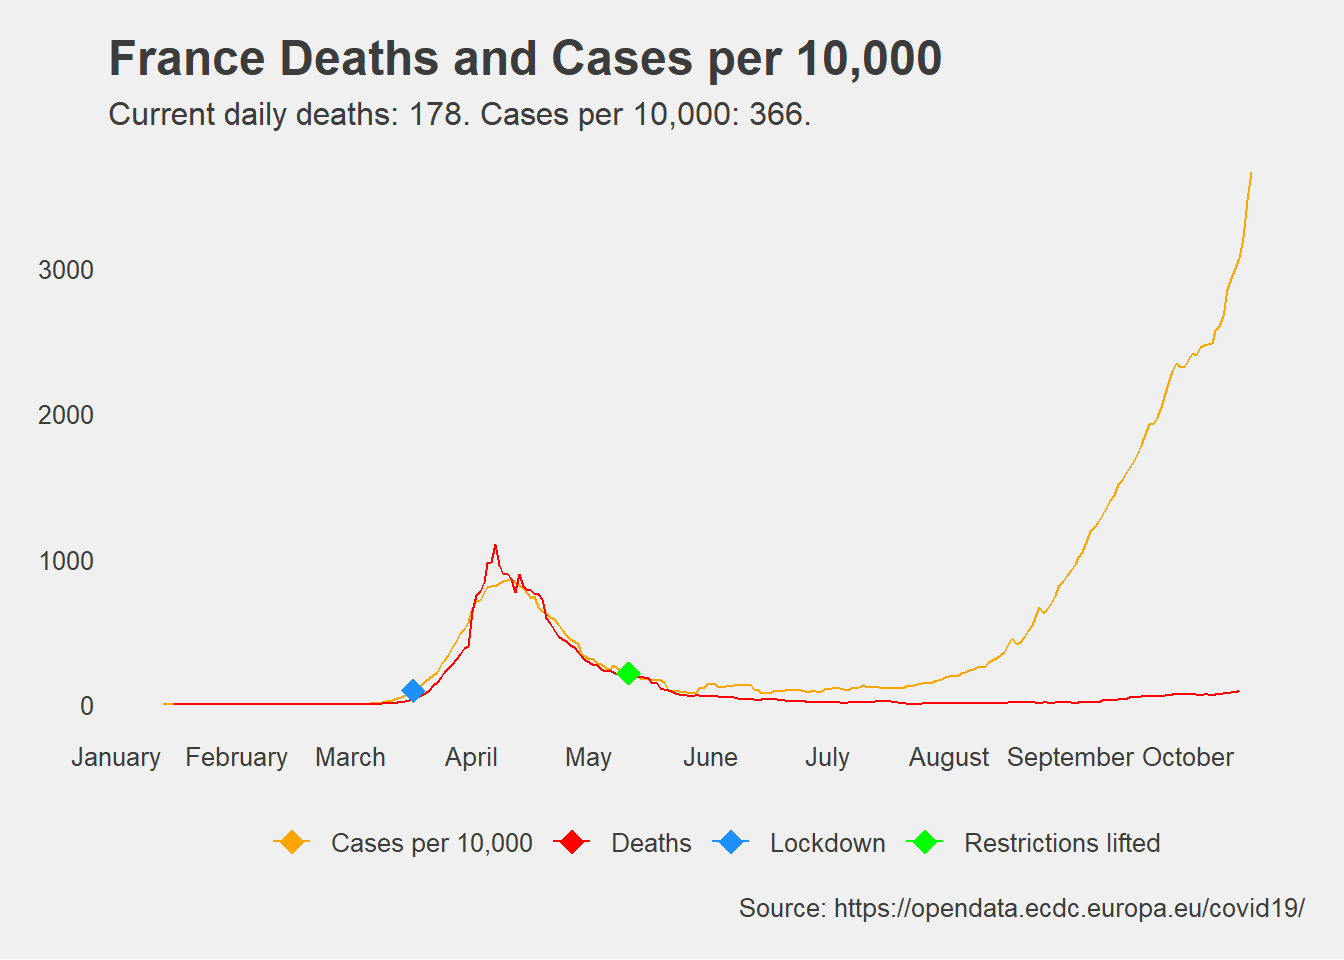 France Deaths and Cases per 10,000
Current daily deaths: 178. Cases per 10,000: 366.
3000
2000
1000
0
January February March April May June July August September October
Cases per 10,000 Deaths Lockdown Restrictions lifted
Source: https://opendata.ecdc.europa.eu/covid19/